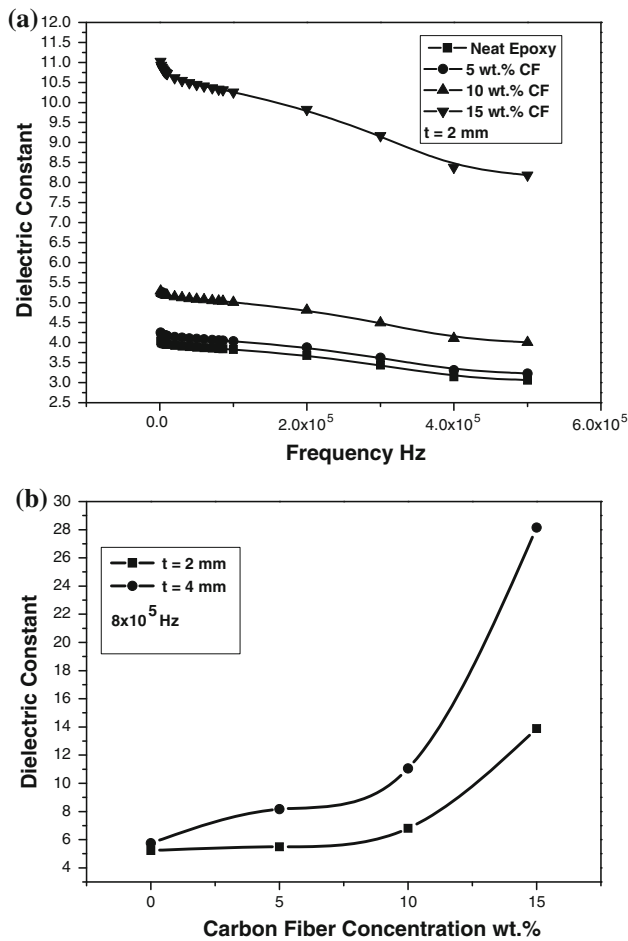 (a)
12.0
11.5
11.0
10.5
10.0
9.5
9.0
8.5
8.0
7.5
7.0
6.5
6.0
5.5
5.0
4.5
4.0
3.5
3.0
2.5
Dielectric Constant
Neat Epoxy
5 wt.% CF
10 wt.% CF
15 wt.% CF
t = 2 mm
0.0 2.0x10^5 4.0x10^5 6.0x10^5
Frequency Hz
(b)
30
28
26
24
22
20
18
16
14
12
10
8
6
4
Dielectric Constant
t = 2 mm
t = 4 mm
8x10^5 Hz
0 5 10 15
Carbon Fiber Concentration wt.%